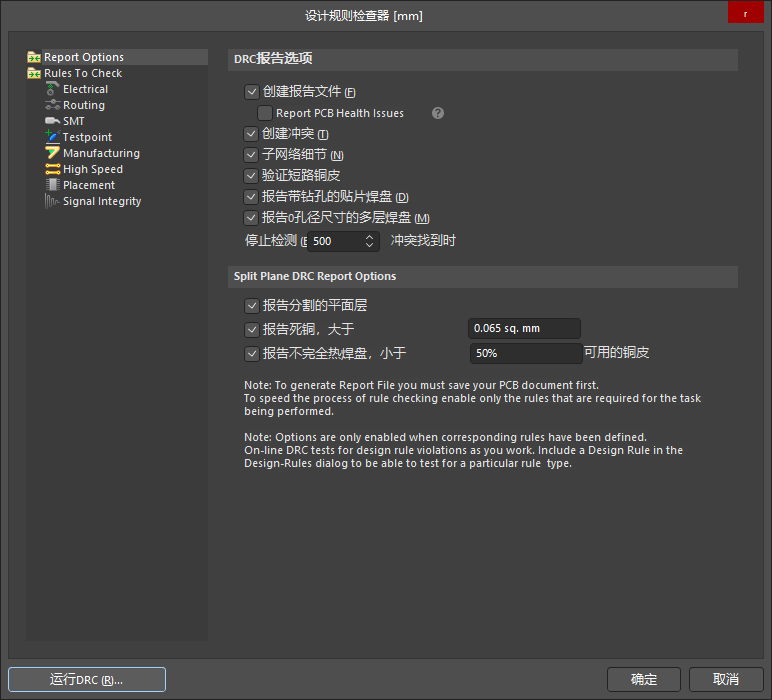 设计规则检查器 [mm]
r
Report Options
Rules To Check
Electrical
Routing
SMT
Testpoint
Manufacturing
High Speed
Placement
Signal Integrity
DRC报告选项
创建报告文件 (F)
Report PCB Health Issues ?
创建冲突 (T)
子网络细节 (N)
验证短路铜皮
报告带钻孔的贴片焊盘 (D)
报告0孔径尺寸的多层焊盘 (M)
停止检测 500 冲突找到时
Split Plane DRC Report Options
报告分割的平面层
报告死铜，大于 0.065 sq. mm
报告不完全热焊盘，小于 50% 可用的铜皮
Note: To generate Report File you must save your PCB document first.
To speed the process of rule checking enable only the rules that are required for the task
being performed.
Note: Options are only enabled when corresponding rules have been defined.
On-line DRC tests for design rule violations as you work. Include a Design Rule in the
Design-Rules dialog to be able to test for a particular rule type.
运行DRC (R)...
确定
取消